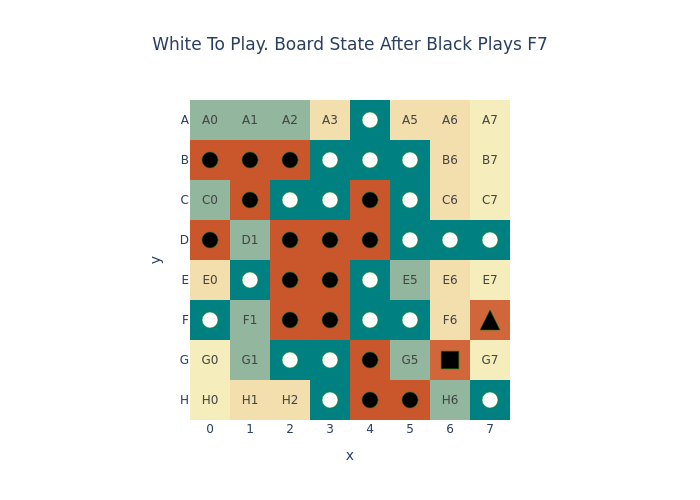 White To Play. Board State After Black Plays F7
A A0 A1 A2 A3 A5 A6 A7
B B6 B7
C C0 C6 C7
D D1
E E0 E5 E6 E7
F F1 F6
G G0 G1 G5 G7
H H0 H1 H2 H6
0 1 2 3 4 5 6 7
x
y